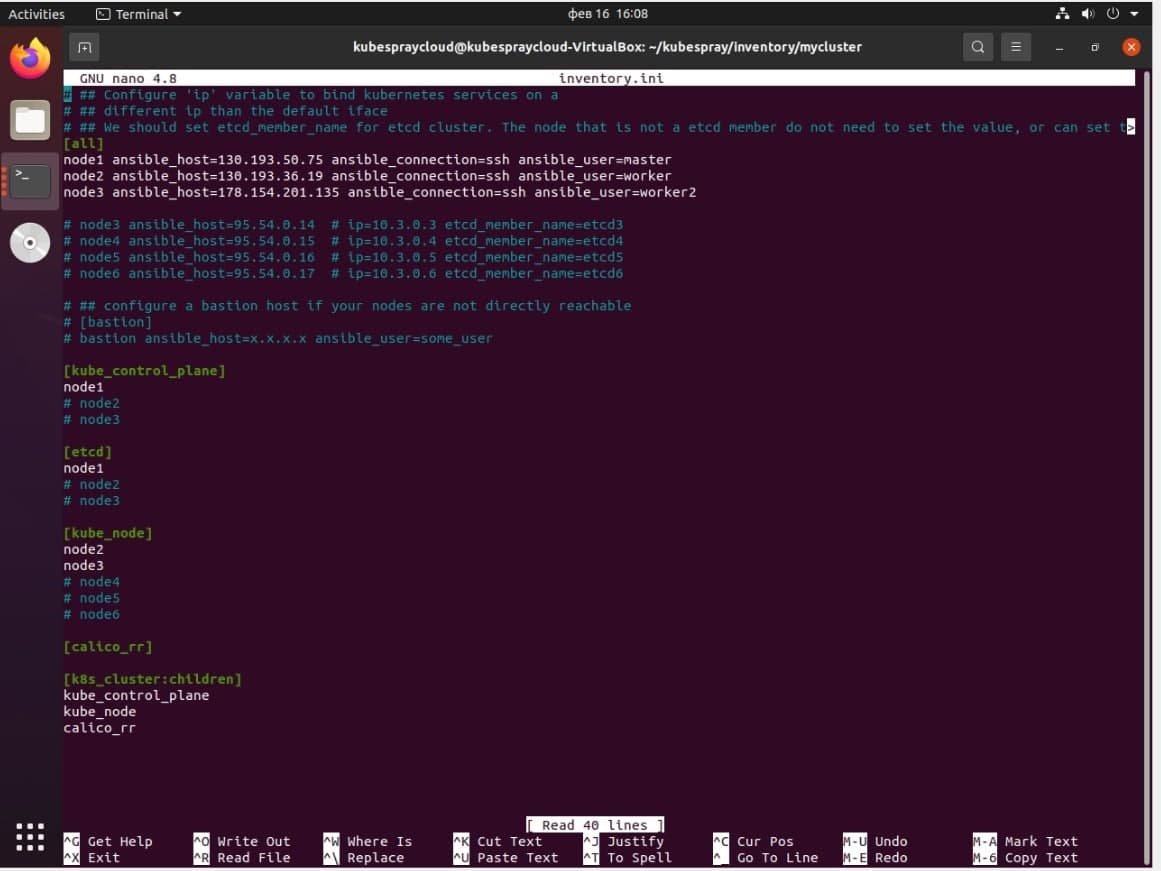 Activities Terminal фев 16 16:08
kubespraycloud@kubespraycloud-VirtualBox: ~/kubespray/inventory/mycluster
GNU nano 4.8 inventory.ini
# ## Configure 'ip' variable to bind kubernetes services on a
# ## different ip than the default iface
# ## We should set etcd_member_name for etcd cluster. The node that is not a etcd member do not need to set the value, or can set t>
[all]
node1 ansible_host=130.193.50.75 ansible_connection=ssh ansible_user=master
node2 ansible_host=130.193.36.19 ansible_connection=ssh ansible_user=worker
node3 ansible_host=178.154.201.135 ansible_connection=ssh ansible_user=worker2
# node3 ansible_host=95.54.0.14  # ip=10.3.0.3 etcd_member_name=etcd3
# node4 ansible_host=95.54.0.15  # ip=10.3.0.4 etcd_member_name=etcd4
# node5 ansible_host=95.54.0.16  # ip=10.3.0.5 etcd_member_name=etcd5
# node6 ansible_host=95.54.0.17  # ip=10.3.0.6 etcd_member_name=etcd6
# ## configure a bastion host if your nodes are not directly reachable
# [bastion]
# bastion ansible_host=x.x.x.x ansible_user=some_user
[kube_control_plane]
node1
# node2
# node3
[etcd]
node1
# node2
# node3
[kube_node]
node2
node3
# node4
# node5
# node6
[calico_rr]
[k8s_cluster:children]
kube_control_plane
kube_node
calico_rr
[ Read 40 lines ]
^G Get Help ^O Write Out ^W Where Is ^K Cut Text ^J Justify ^C Cur Pos M-U Undo M-A Mark Text
^X Exit ^R Read File ^\ Replace ^U Paste Text ^T To Spell ^_ Go To Line M-E Redo M-6 Copy Text